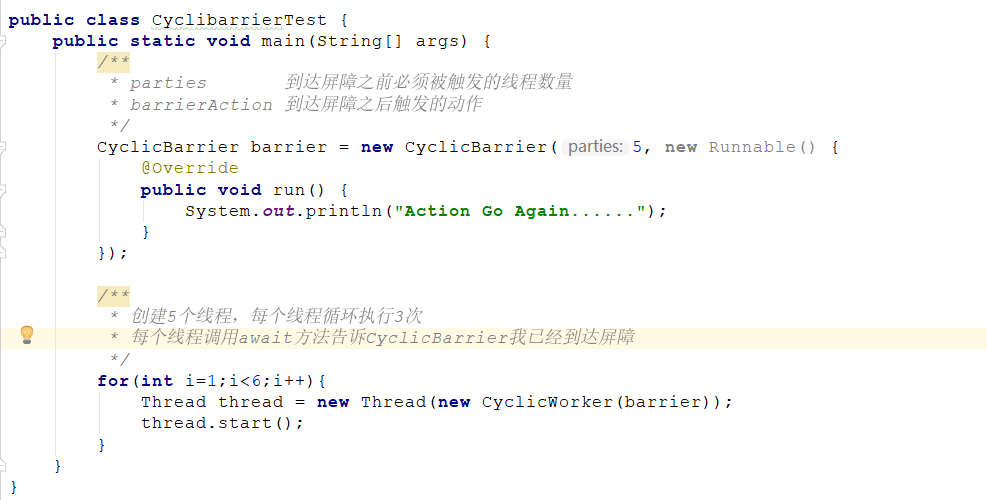 public class CyclibarrierTest {
    public static void main(String[] args) {
        /**
         * parties       到达屏障之前必须被触发的线程数量
         * barrierAction 到达屏障之后触发的动作
         */
        CyclicBarrier barrier = new CyclicBarrier( parties: 5, new Runnable() {
            @Override
            public void run() {
                System.out.println("Action Go Again......");
            }
        });

        /**
         * 创建5个线程，每个线程循环执行3次
         * 每个线程调用await方法告诉CyclicBarrier我已经到达屏障
         */
        for(int i=1;i<6;i++){
            Thread thread = new Thread(new CyclicWorker(barrier));
            thread.start();
        }
    }
}